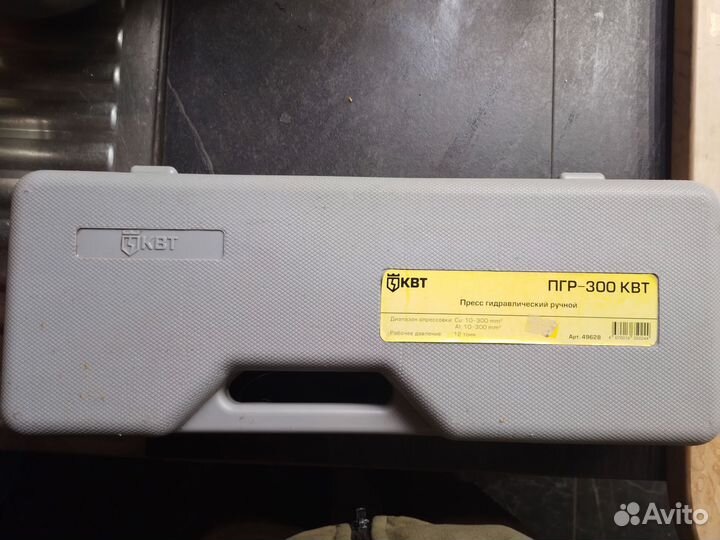 КВТ
КВТ
ПГР-300 КВТ
Пресс гидравлический ручной
Диапазон опрессовки: Cu: 10-300 mm²
Al: 10-300 mm²
Рабочее давление : 12 тонн
Арт. 49628
Avito